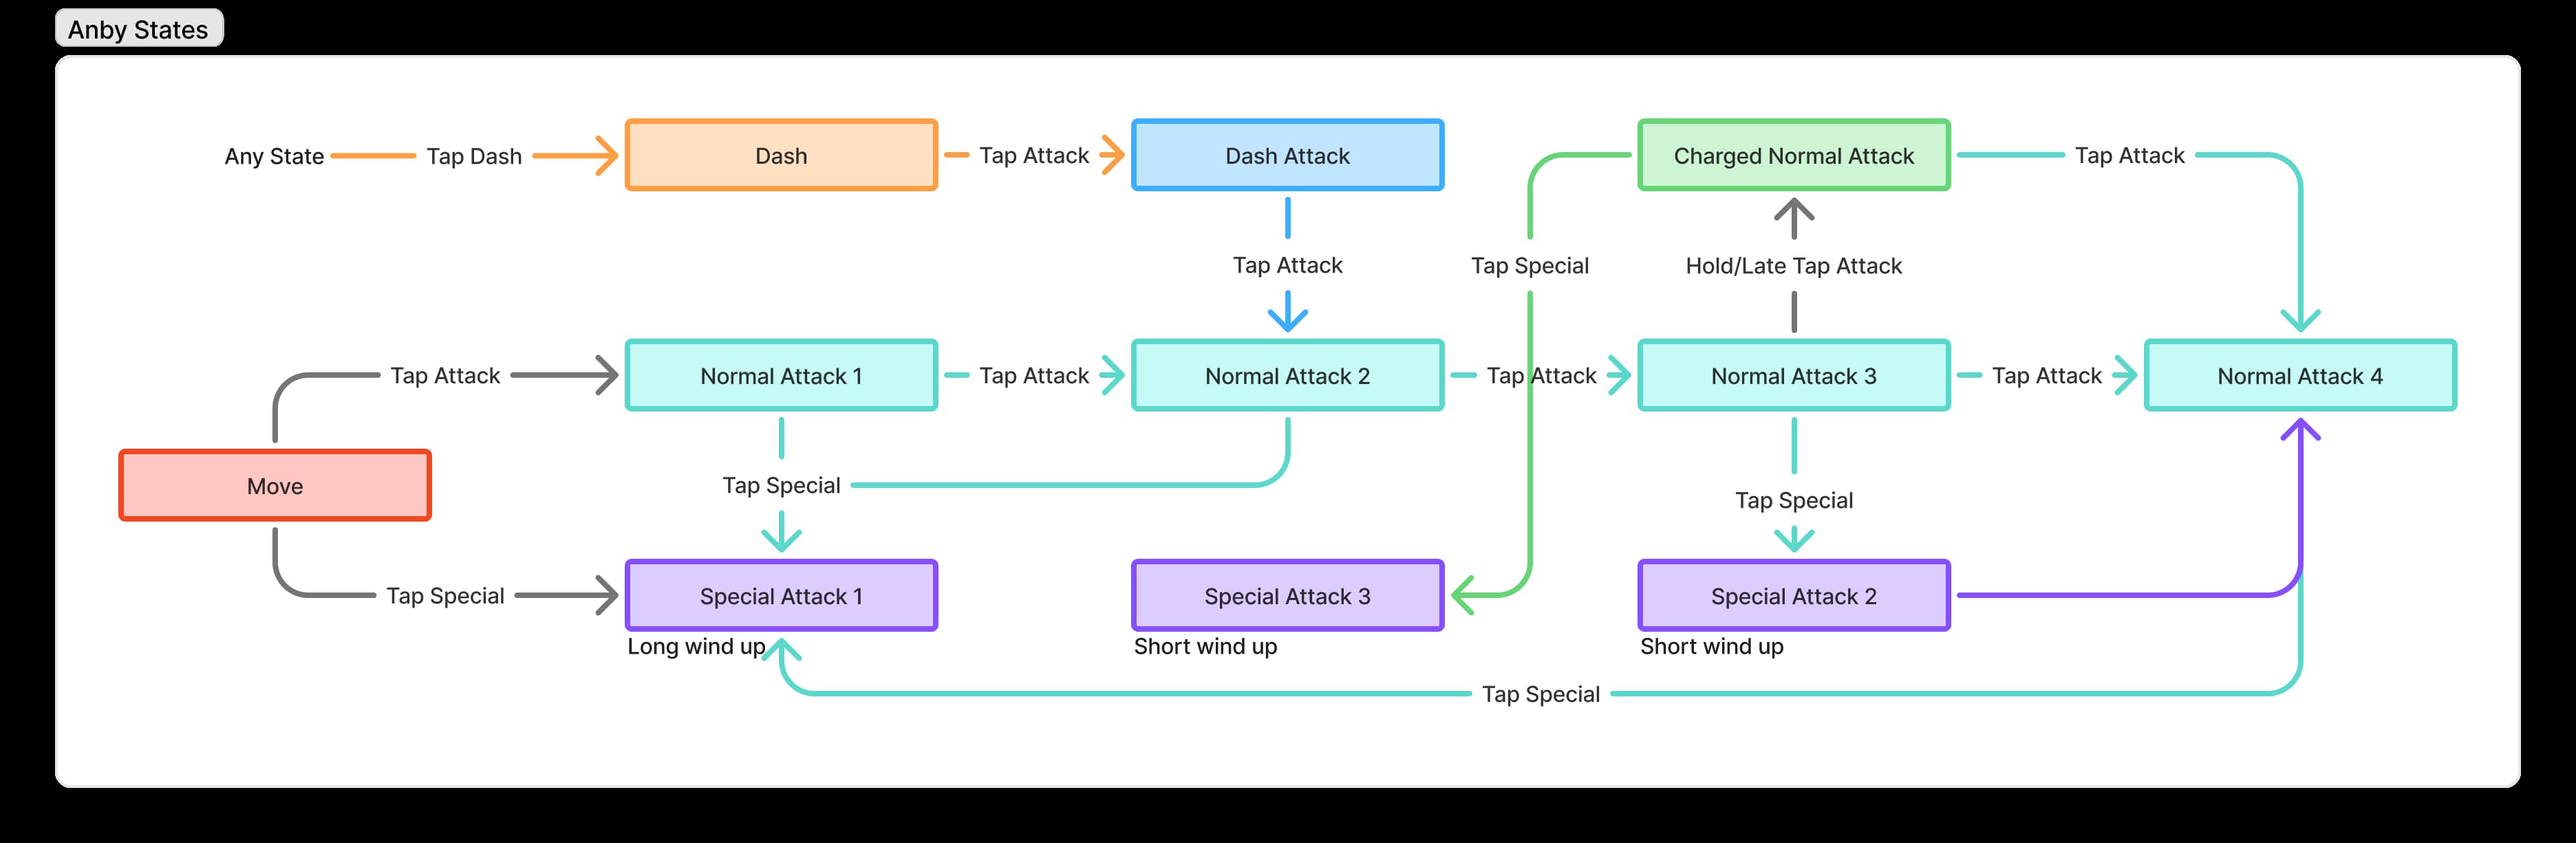 Anby States
Any State
Tap Dash
Dash
Tap Attack
Dash Attack
Charged Normal Attack
Tap Attack
Tap Attack
Tap Special
Hold/Late Tap Attack
Tap Attack
Normal Attack 1
Tap Attack
Normal Attack 2
Tap Attack
Normal Attack 3
Tap Attack
Normal Attack 4
Move
Tap Special
Tap Special
Tap Special
Special Attack 1
Special Attack 3
Special Attack 2
Long wind up
Short wind up
Short wind up
Tap Special